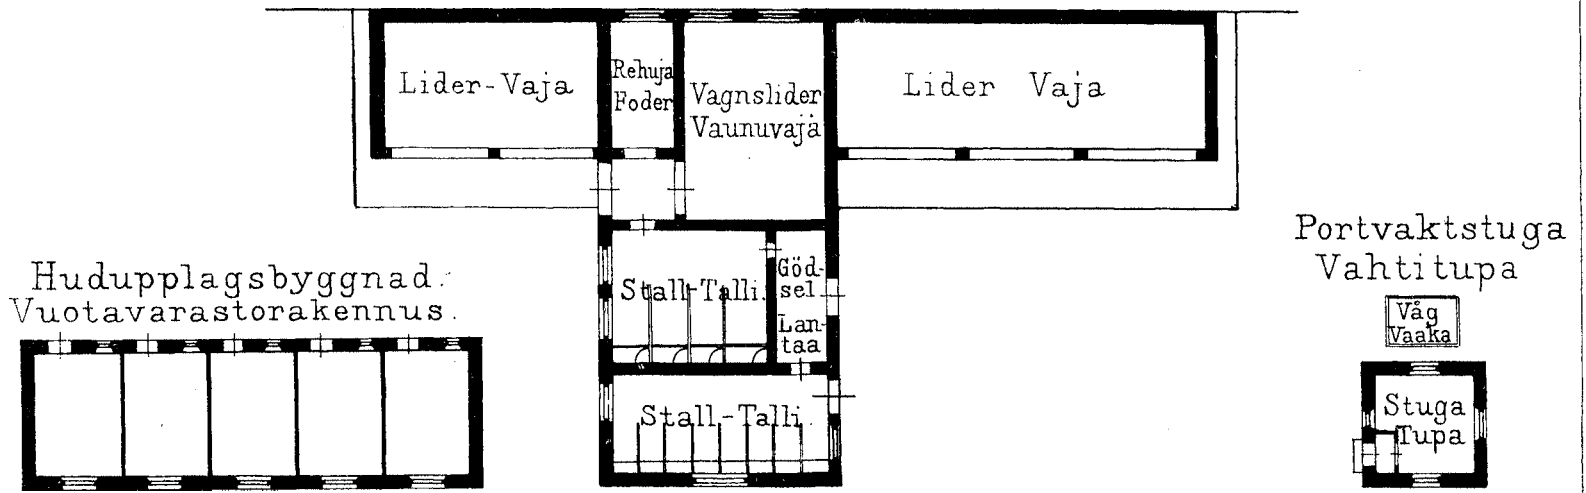 Lider-Vaja
Rehuja
Foder
Vagnslider
Vaunuvaja
Lider Vaja
Hudupplagsbyggnad.
Vuotavarastorakennus.
Stall-Talli.
Göd-
sel
Lan-
taa
Stall-Talli.
Portvaktstuga
Vahtitupa
Våg
Vaaka
Stuga
Tupa